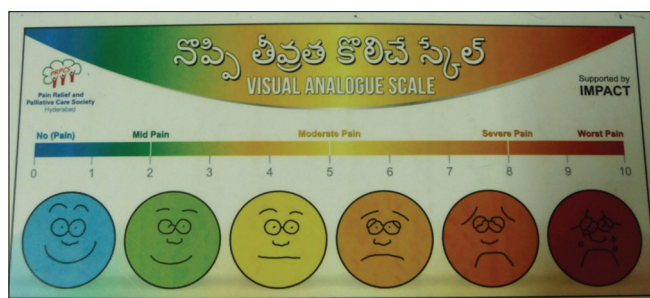 నొప్పి తీవ్రత కొలిచే స్కేల్
VISUAL ANALOGUE SCALE
PRPCS
Pain Relief and
Palliative Care Society
Hyderabad
Supported by
IMPACT
No (Pain) Mid Pain Moderate Pain Severe Pain Worst Pain
0 1 2 3 4 5 6 7 8 9 10